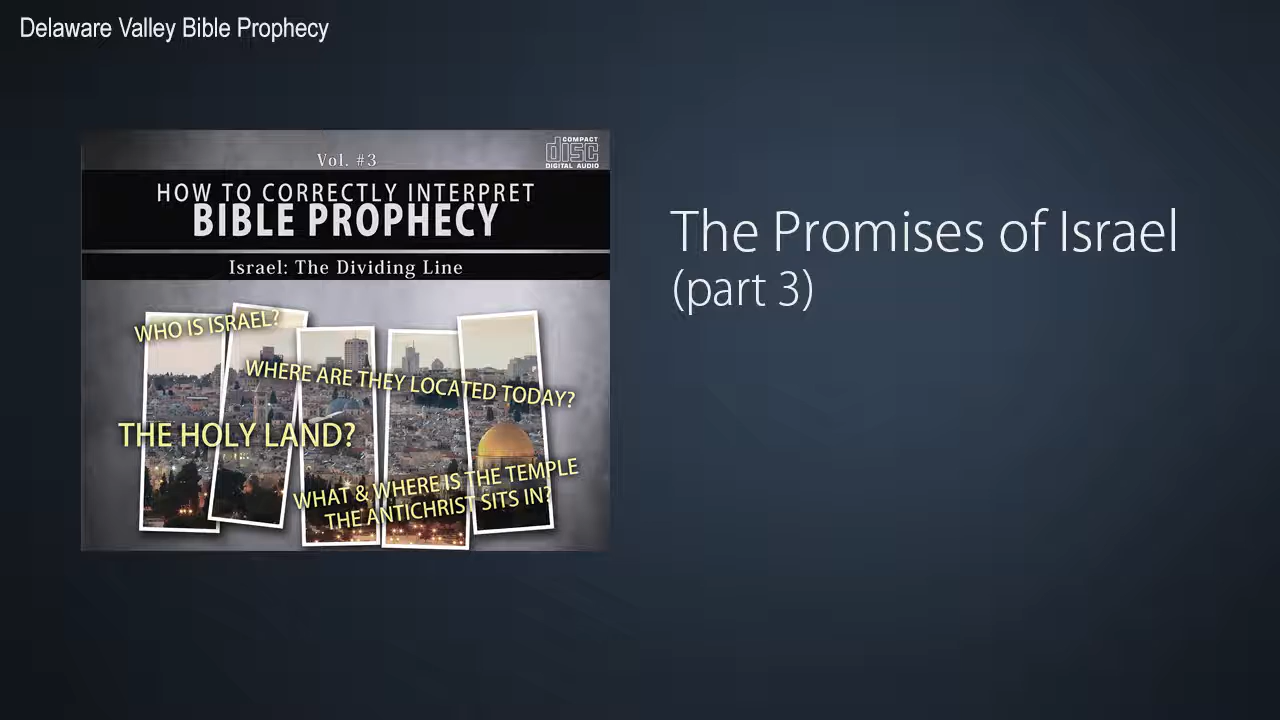 Delaware Valley Bible Prophecy
Vol. #3
COMPACT
disc
DIGITAL AUDIO
HOW TO CORRECTLY INTERPRET
BIBLE PROPHECY
Israel: The Dividing Line
WHO IS ISRAEL?
WHERE ARE THEY LOCATED TODAY?
THE HOLY LAND?
WHAT & WHERE IS THE TEMPLE
THE ANTICHRIST SITS IN?
The Promises of Israel
(part 3)